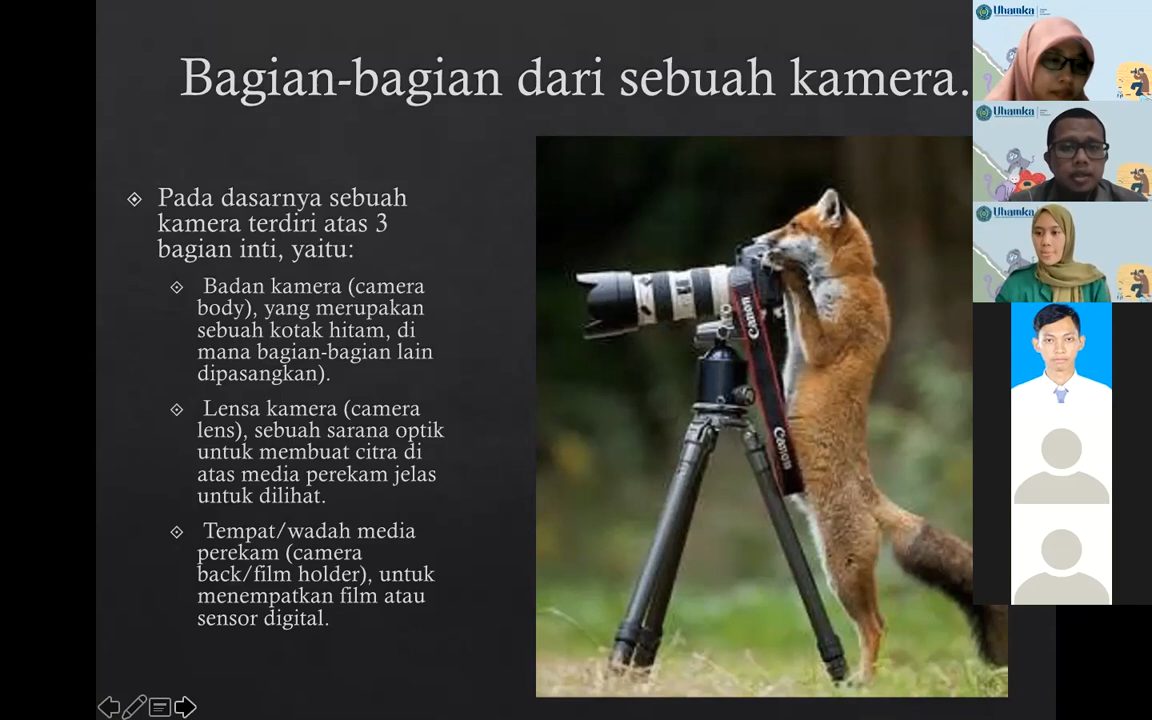 Bagian-bagian dari sebuah kamera.
Pada dasarnya sebuah
kamera terdiri atas 3
bagian inti, yaitu:
Badan kamera (camera
body), yang merupakan
sebuah kotak hitam, di
mana bagian-bagian lain
dipasangkan).
Lensa kamera (camera
lens), sebuah sarana optik
untuk membuat citra di
atas media perekam jelas
untuk dilihat.
Tempat/wadah media
perekam (camera
back/film holder), untuk
menempatkan film atau
sensor digital.
Canon
Canon
Uhamka
Uhamka
Uhamka